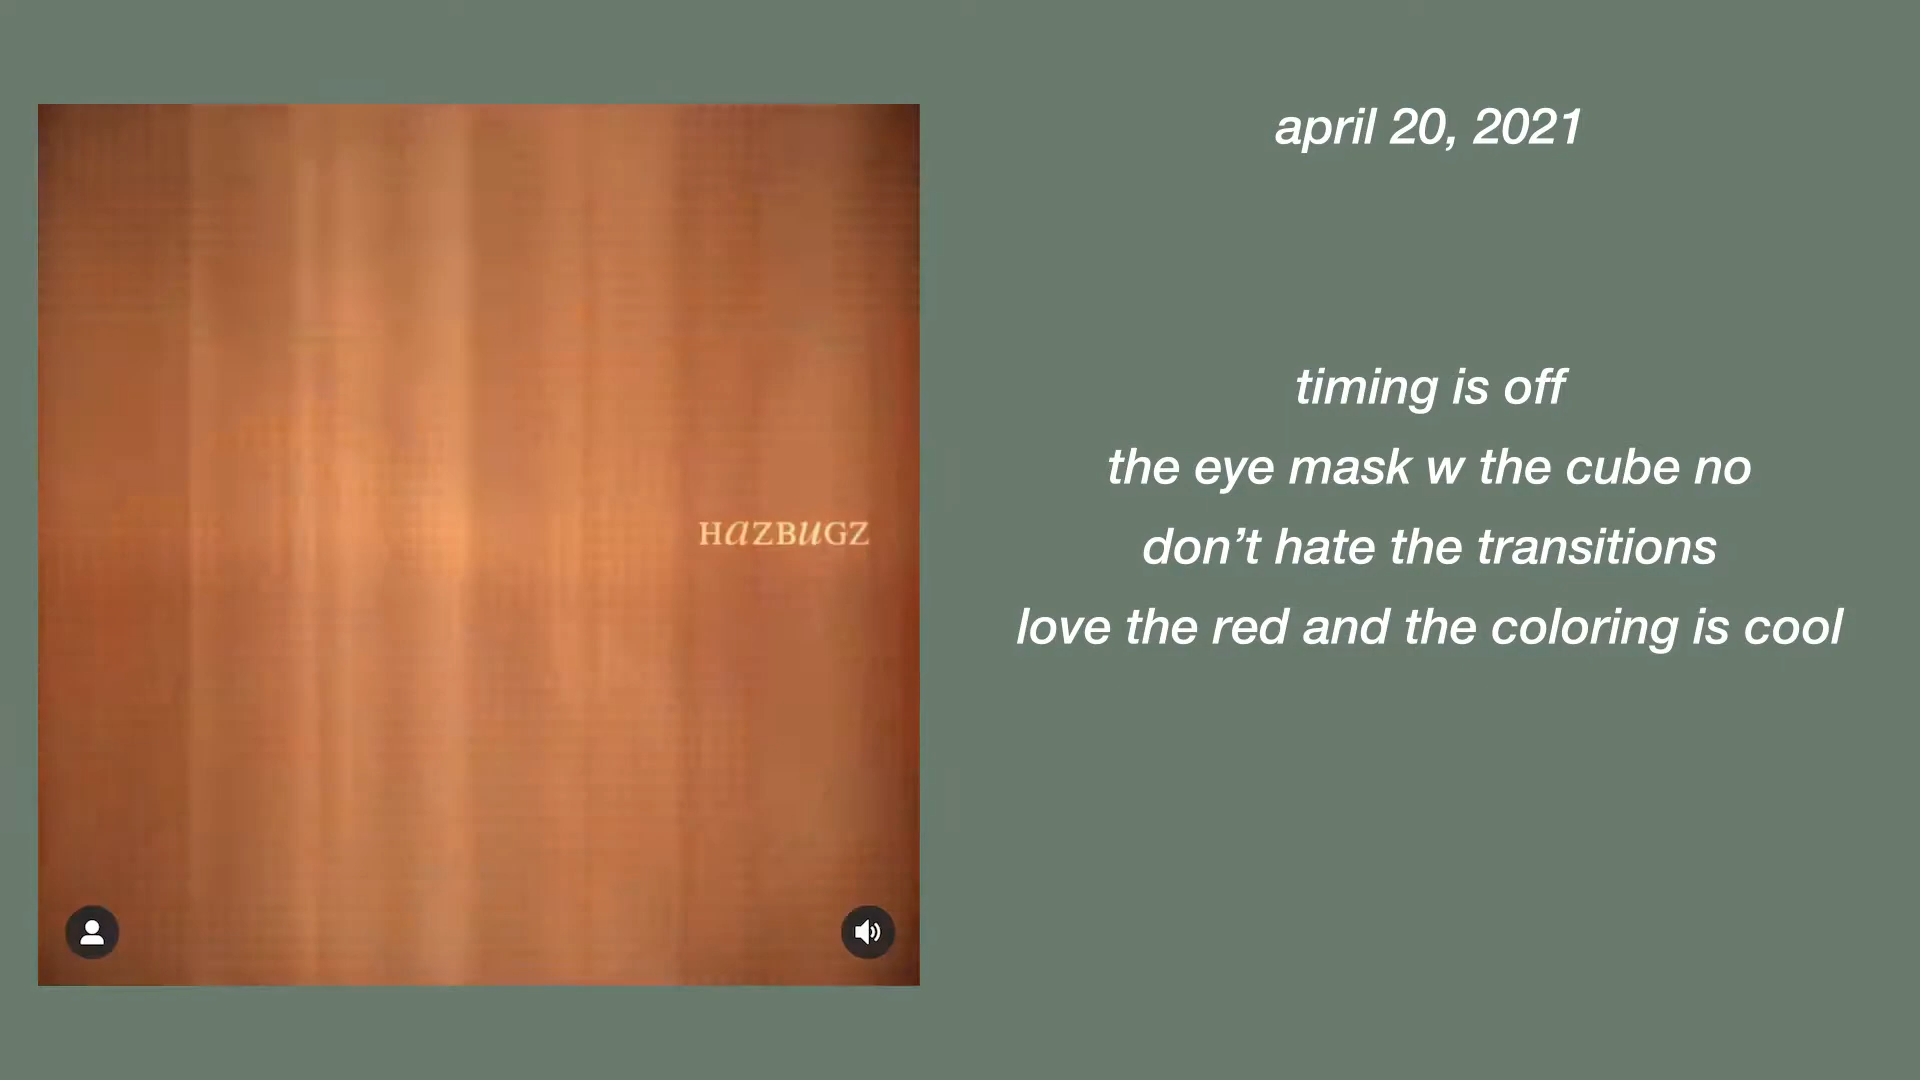 april 20, 2021
timing is off
the eye mask w the cube no
don’t hate the transitions
love the red and the coloring is cool
HaZBuGZ